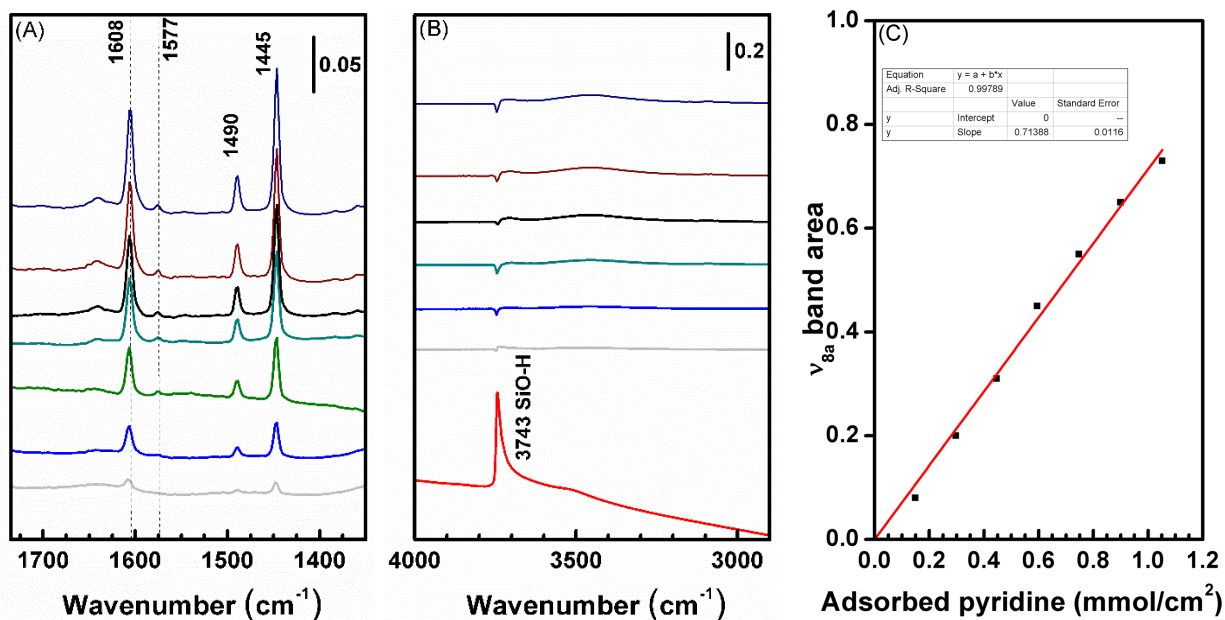 (A)
1608
1577
1490
1445
0.05
1700 1600 1500 1400
Wavenumber (cm⁻¹)
(B)
0.2
3743 SiO-H
4000 3500 3000
Wavenumber (cm⁻¹)
(C)
Equation y = a + b*x
Adj. R-Square 0.99789
Value Standard Error
y Intercept 0 --
y Slope 0.71388 0.0116
ν8a band area
1.0
0.8
0.6
0.4
0.2
0.0
0.0 0.2 0.4 0.6 0.8 1.0 1.2
Adsorbed pyridine (mmol/cm²)